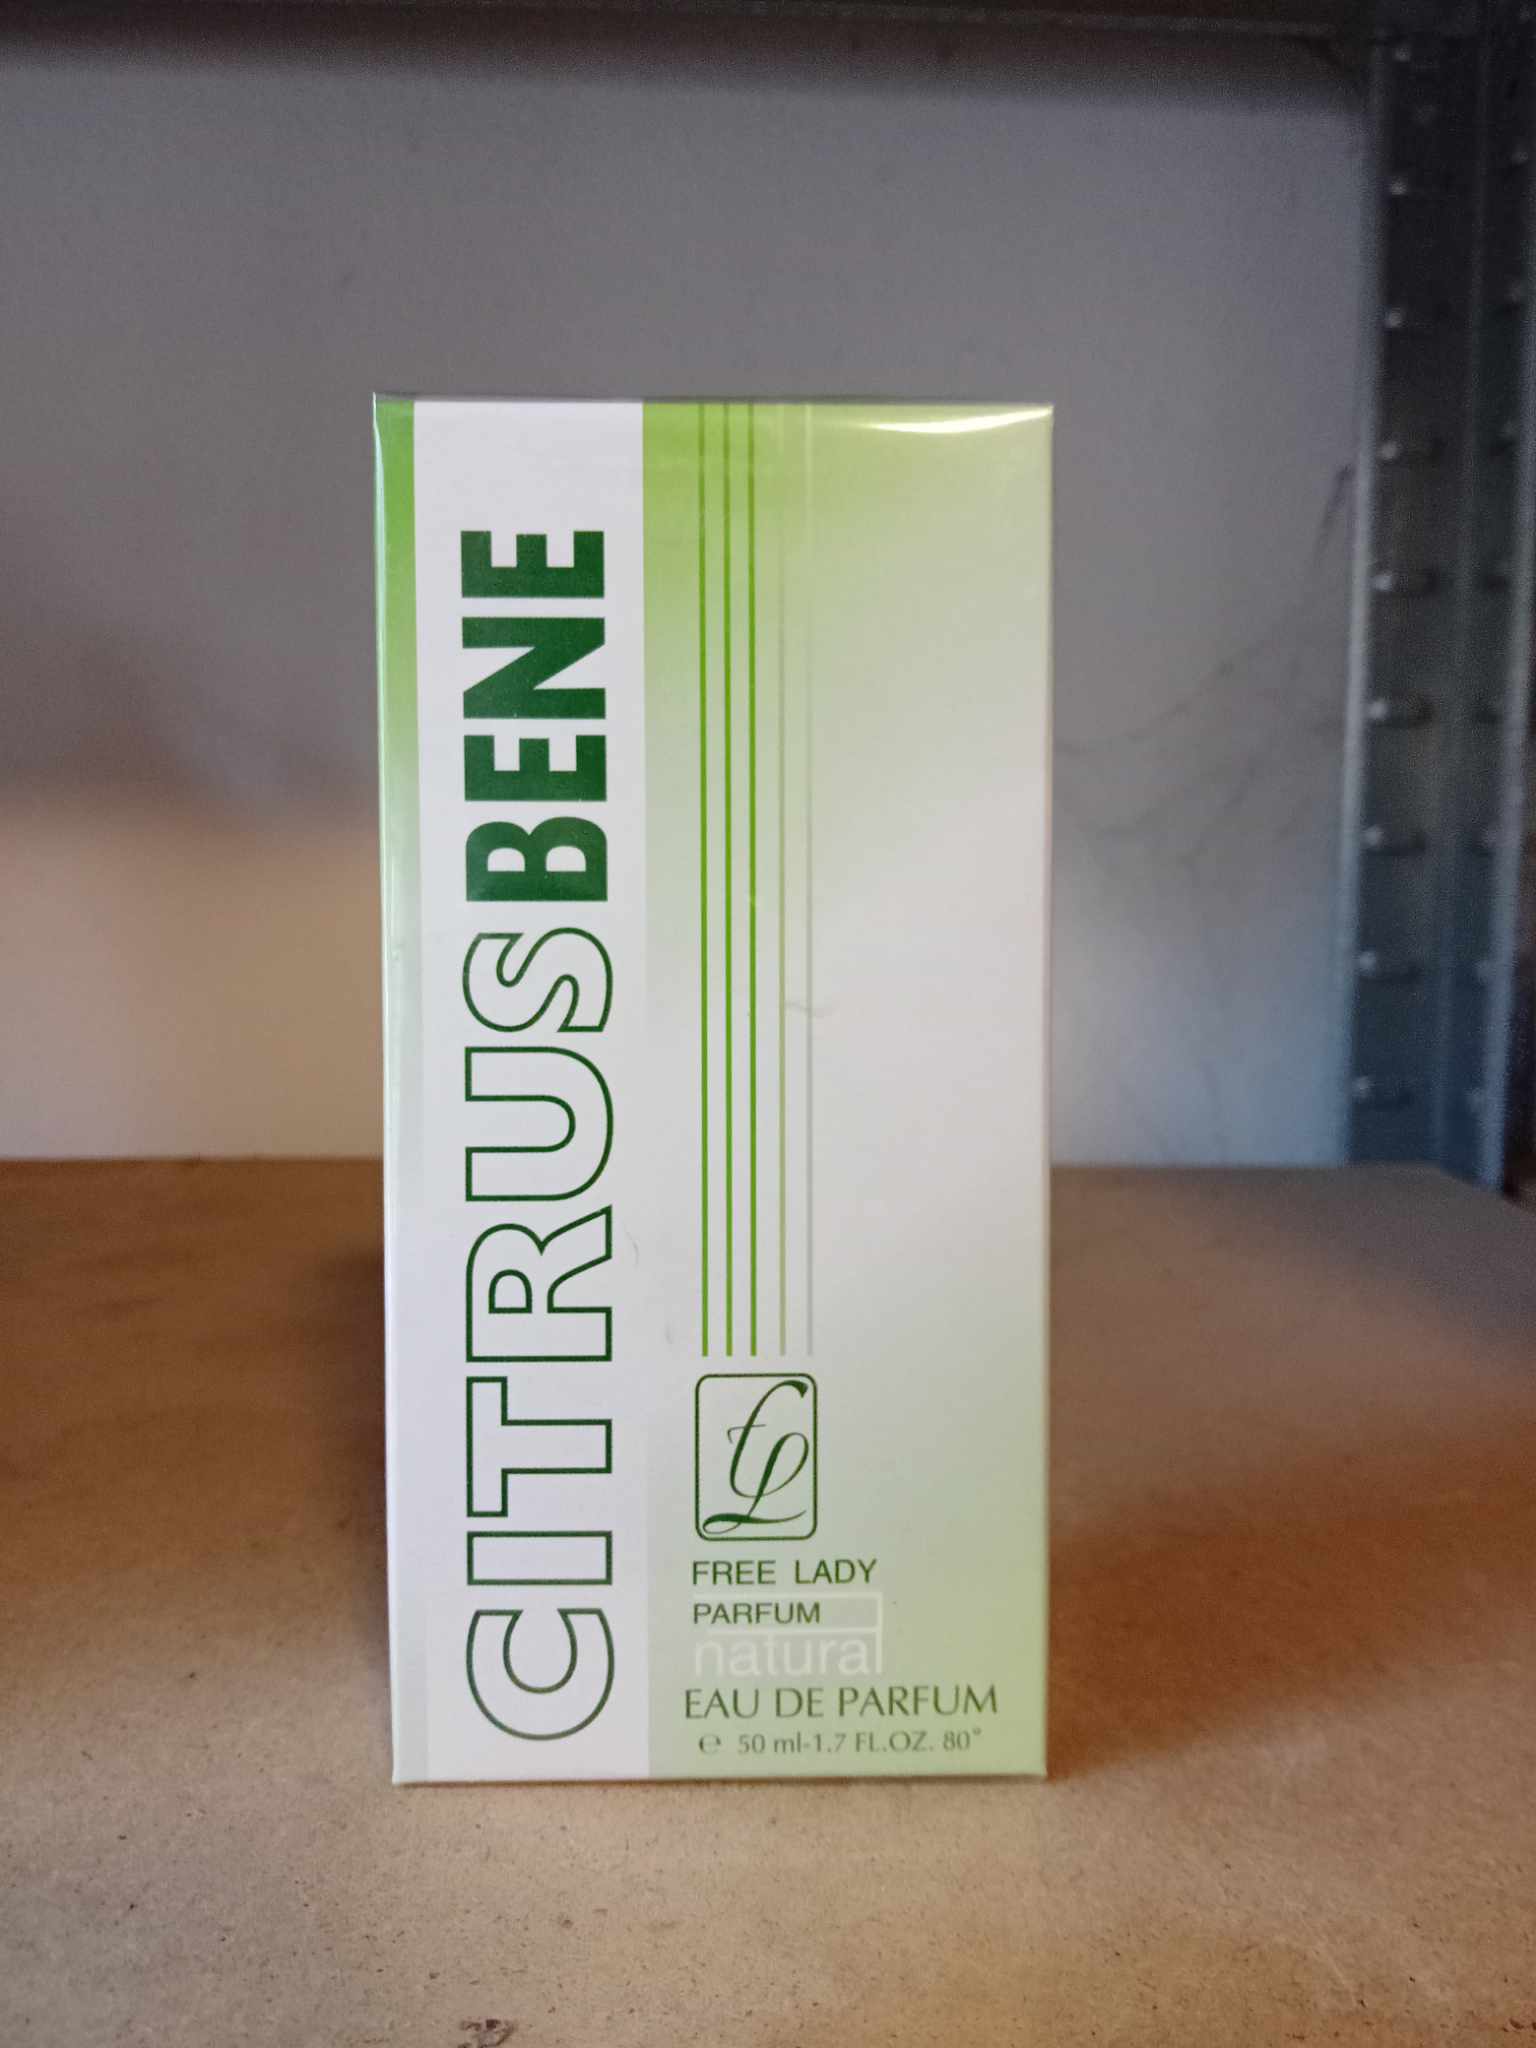 CITRUSBENE
fL
FREE LADY
PARFUM
natural
EAU DE PARFUM
℮ 50 ml-1.7 FL.OZ. 80°